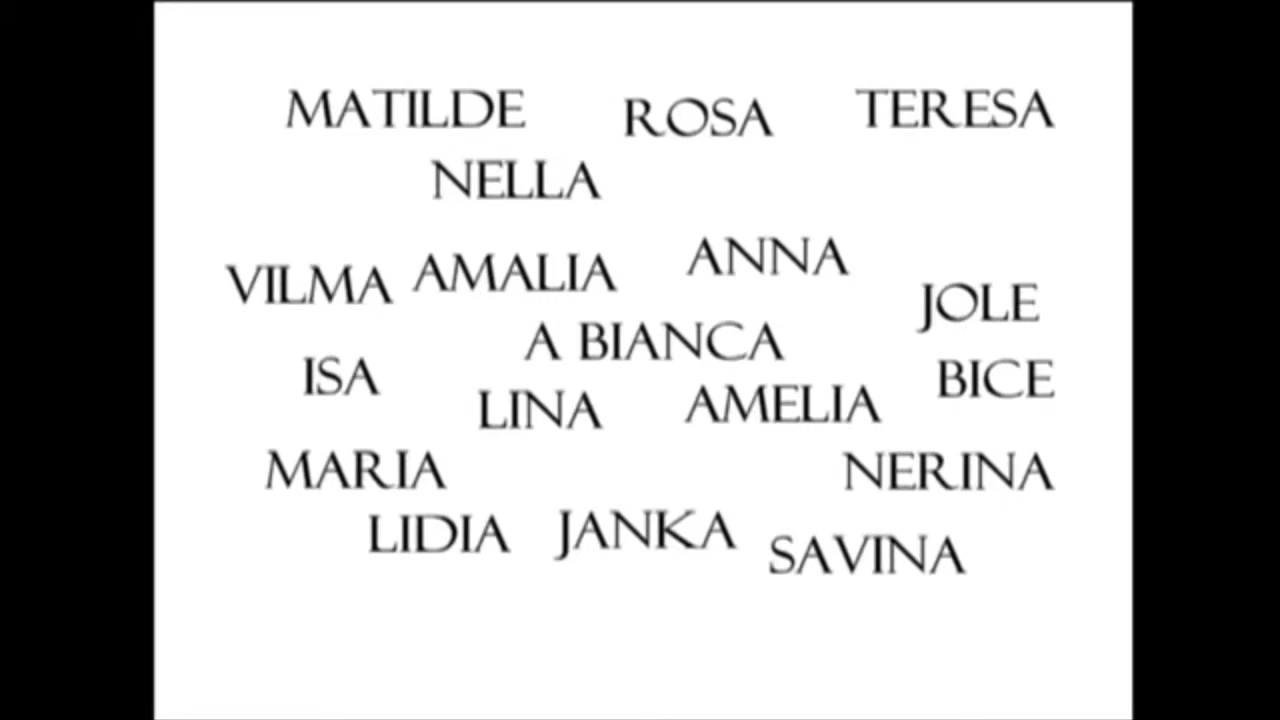 MATILDE ROSA TERESA
NELLA
VILMA AMALIA ANNA
JOLE
A BIANCA
ISA BICE
LINA AMELIA
MARIA NERINA
LIDIA JANKA SAVINA